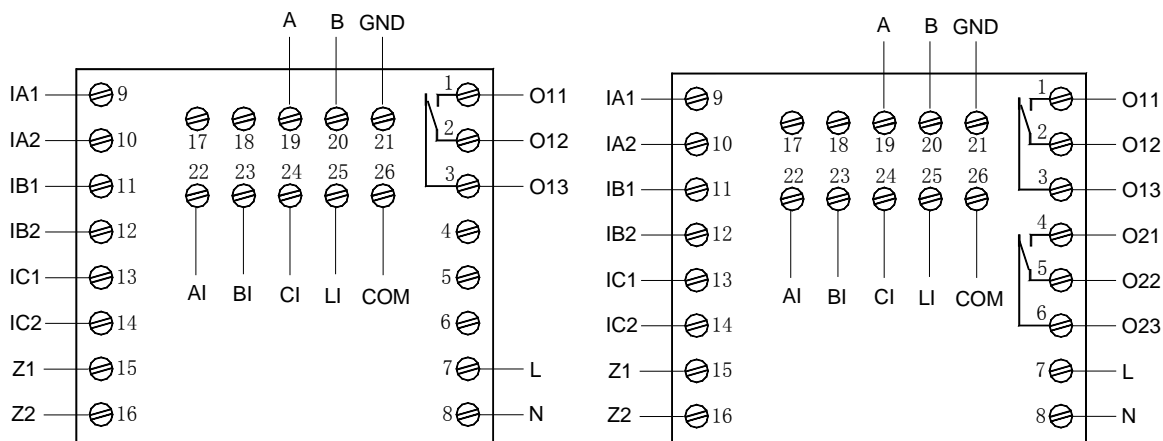 A B GND
IA1 9 1 O11
IA2 10 17 18 19 20 21 2 O12
IB1 11 22 23 24 25 26 3 O13
IB2 12 4
IC1 13 AI BI CI LI COM 5
IC2 14 6
Z1 15 7 L
Z2 16 8 N
A B GND
IA1 9 1 O11
IA2 10 17 18 19 20 21 2 O12
IB1 11 22 23 24 25 26 3 O13
IB2 12 4 O21
IC1 13 AI BI CI LI COM 5 O22
IC2 14 6 O23
Z1 15 7 L
Z2 16 8 N